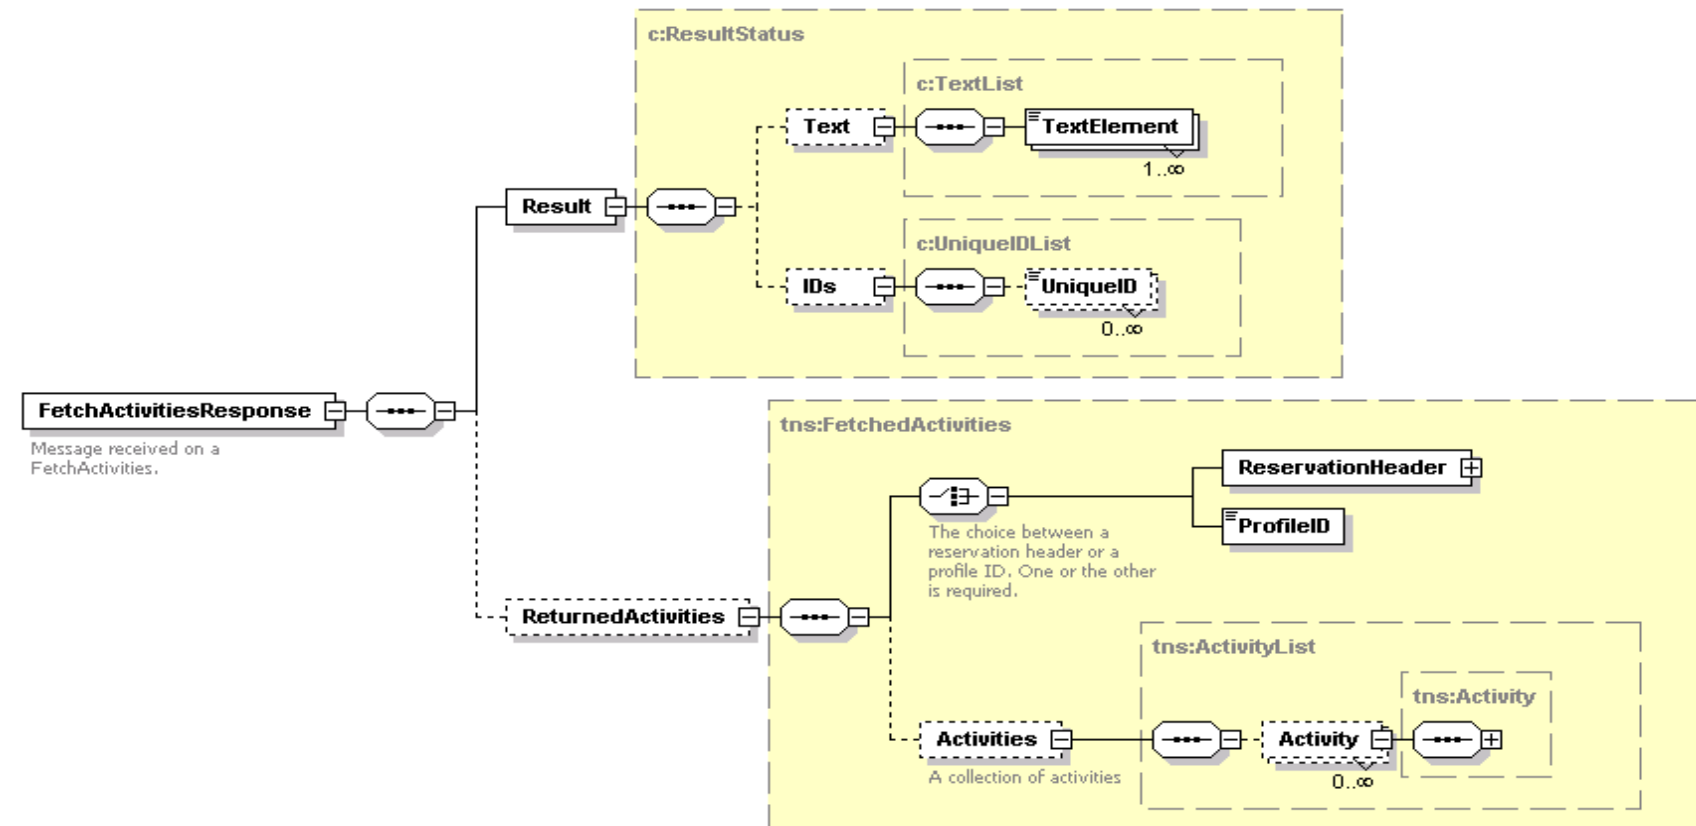 c:ResultStatus
c:TextList
Text
TextElement
1..∞
Result
c:UniqueIDList
IDs
UniqueID
0..∞
FetchActivitiesResponse
Message received on a
FetchActivities.
tns:FetchedActivities
ReservationHeader
ProfileID
The choice between a
reservation header or a
profile ID. One or the other
is required.
ReturnedActivities
tns:ActivityList
tns:Activity
Activities
Activity
A collection of activities
0..∞